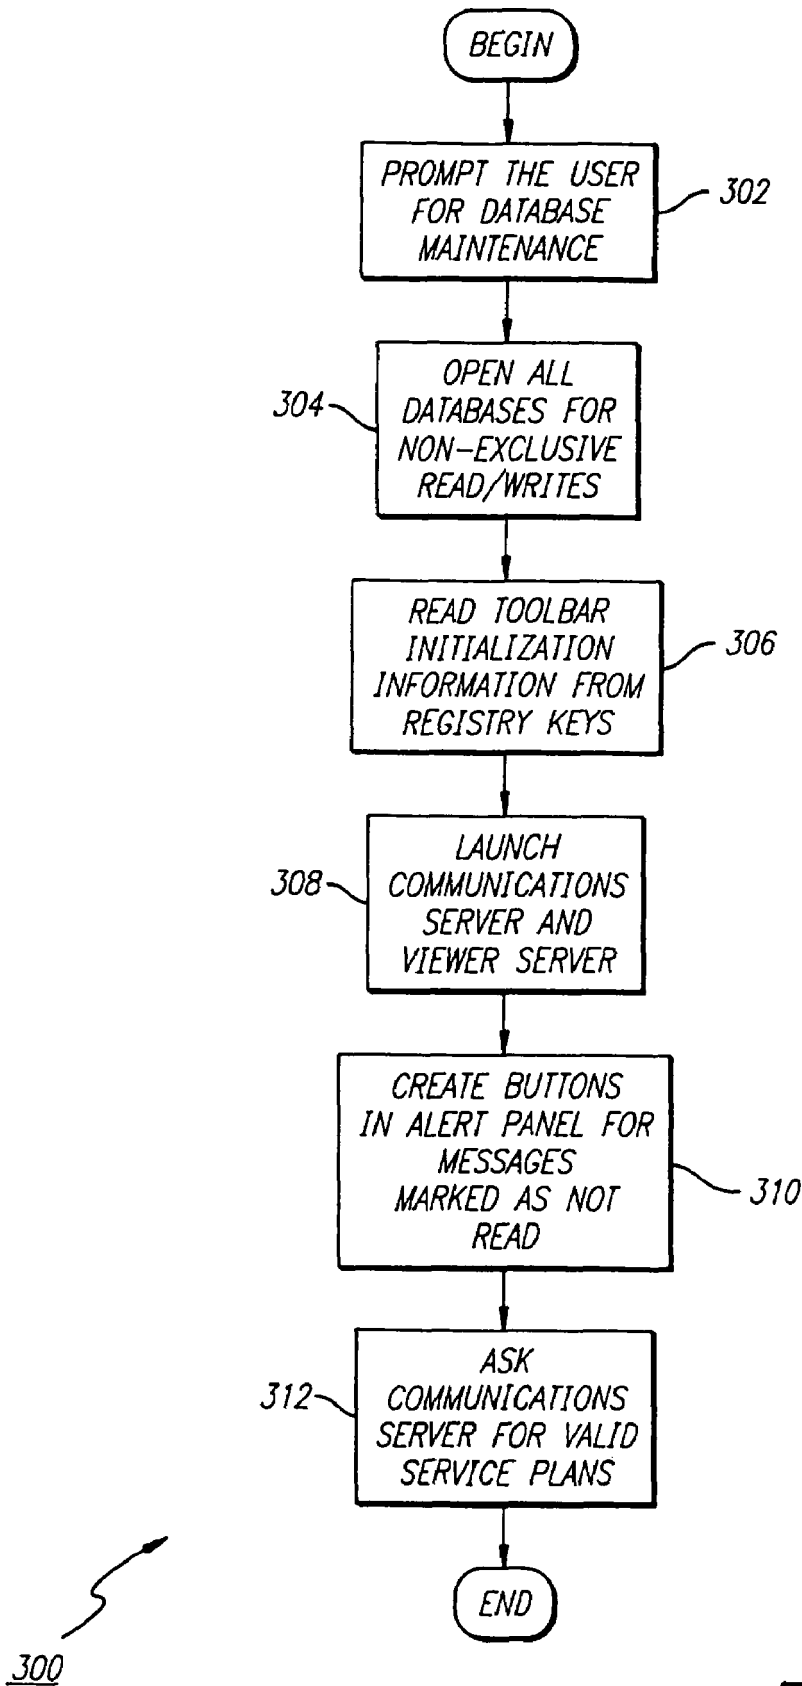 BEGIN
PROMPT THE USER
FOR DATABASE
MAINTENANCE
302
OPEN ALL
DATABASES FOR
NON-EXCLUSIVE
READ/WRITES
304
READ TOOLBAR
INITIALIZATION
INFORMATION FROM
REGISTRY KEYS
306
LAUNCH
COMMUNICATIONS
SERVER AND
VIEWER SERVER
308
CREATE BUTTONS
IN ALERT PANEL FOR
MESSAGES
MARKED AS NOT
READ
310
ASK
COMMUNICATIONS
SERVER FOR VALID
SERVICE PLANS
312
END
300